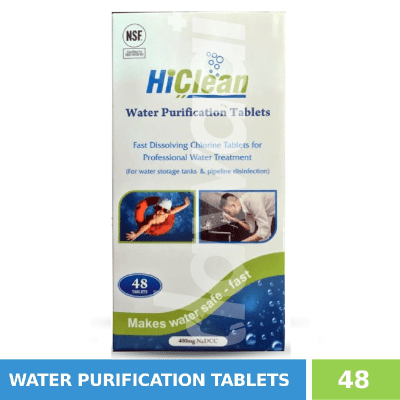 NSF
HiClean
Water Purification Tablets
Fast Dissolving Chlorine Tablets for
Professional Water Treatment
(For water storage tanks & pipeline disinfection)
48
TABLETS
Makes water safe - fast
400mg NaDCC
WATER PURIFICATION TABLETS
48